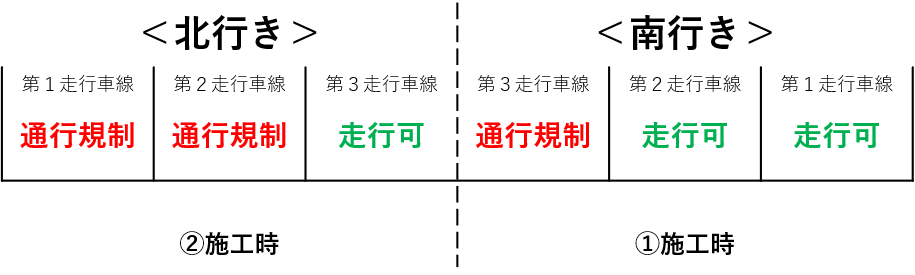 ＜北行き＞
＜南行き＞
第１走行車線 第２走行車線 第３走行車線 第３走行車線 第２走行車線 第１走行車線
通行規制 通行規制 走行可 通行規制 走行可 走行可
②施工時
①施工時